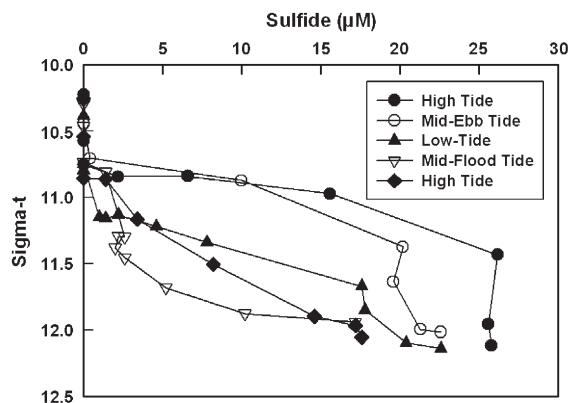 Sulfide (µM)
0 5 10 15 20 25 30
10.0
10.5
11.0
11.5
12.0
12.5
Sigma-t
High Tide
Mid-Ebb Tide
Low-Tide
Mid-Flood Tide
High Tide